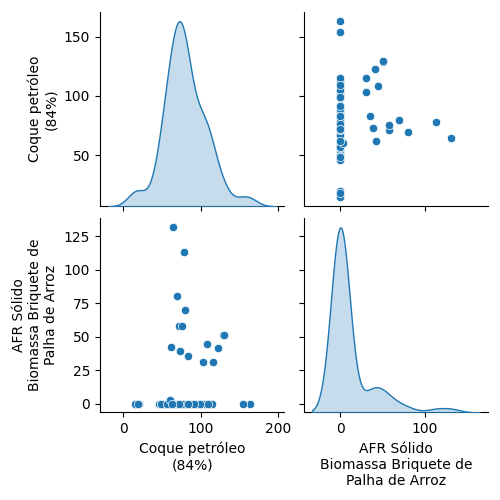 Coque petróleo
(84%)
150
100
50
AFR Sólido
Biomassa Briquete de
Palha de Arroz
125
100
75
50
25
0
0
100
200
Coque petróleo
(84%)
0
100
AFR Sólido
Biomassa Briquete de
Palha de Arroz